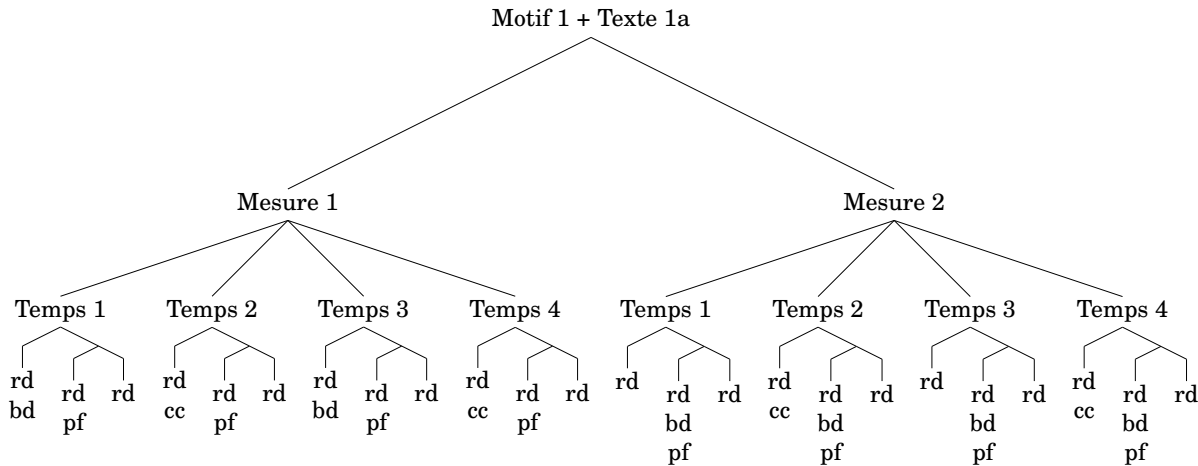 Motif 1 + Texte 1a
Mesure 1 Mesure 2
Temps 1 Temps 2 Temps 3 Temps 4 Temps 1 Temps 2 Temps 3 Temps 4
rd rd rd rd rd rd rd rd rd rd rd rd rd rd rd rd rd rd rd rd rd rd rd rd
bd pf cc pf bd pf cc pf bd cc bd bd cc bd
pf pf pf pf